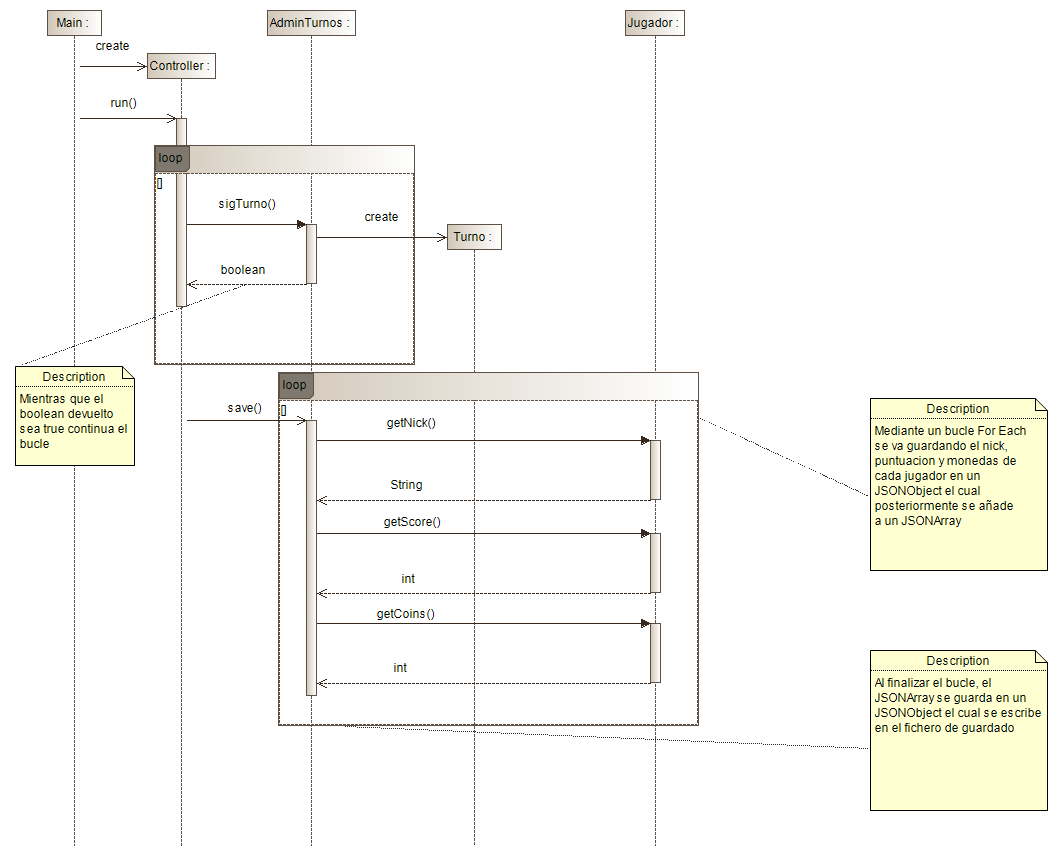 Main :
AdminTurnos :
Jugador :
create
Controller :
run()
loop
[]
sigTurno()
create
Turno :
boolean
Description
Mientras que el
boolean devuelto
sea true continua el
bucle
loop
[]
save()
getNick()
String
getScore()
int
getCoins()
int
Description
Mediante un bucle For Each
se va guardando el nick,
puntuacion y monedas de
cada jugador en un
JSONObject el cual
posteriormente se añade
a un JSONArray
Description
Al finalizar el bucle, el
JSONArray se guarda en un
JSONObject el cual se escribe
en el fichero de guardado